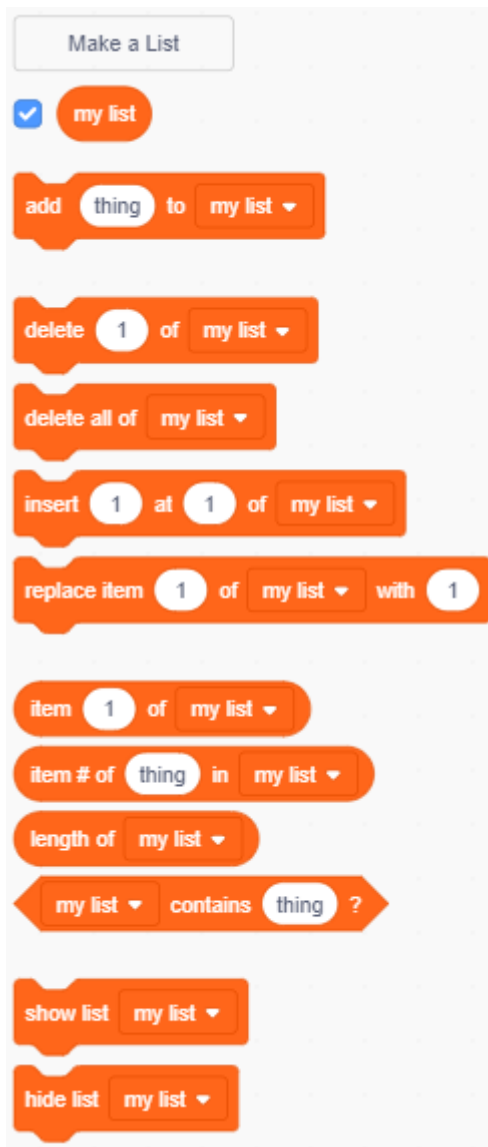 Make a List
my list
add thing to my list
delete 1 of my list
delete all of my list
insert 1 at 1 of my list
replace item 1 of my list with 1
item 1 of my list
item # of thing in my list
length of my list
my list contains thing ?
show list my list
hide list my list